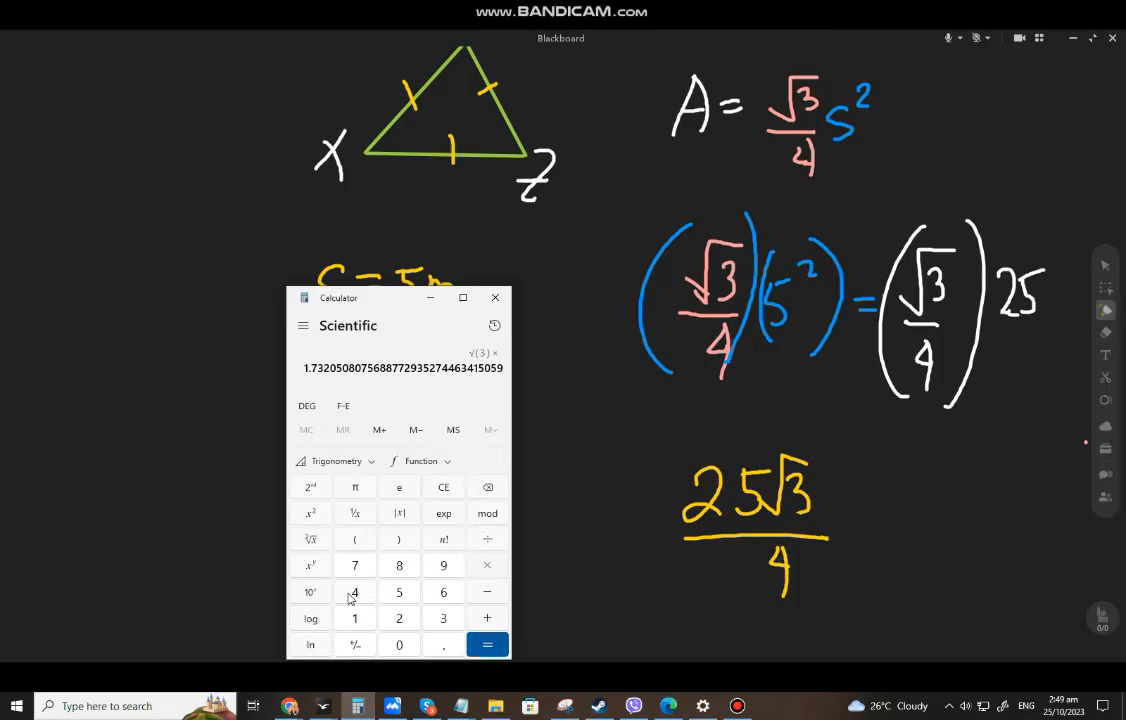 www.BANDICAM.com
Blackboard
X
Z
A = √3/4 s²
(√3/4)(5²) = (√3/4) 25
25√3/4
Calculator
Scientific
√(3) ×
1.7320508075688772935274463415059
DEG F-E
MC MR M+ M− MS M˅
Trigonometry Function
2ⁿᵈ π e CE
x² ¹/x |x| exp mod
²√x ( ) n! ÷
xʸ 7 8 9 ×
10ˣ 4 5 6 −
log 1 2 3 +
ln +/− 0 . =
0/0
Type here to search
26°C Cloudy
ENG
2:49 am
25/10/2023